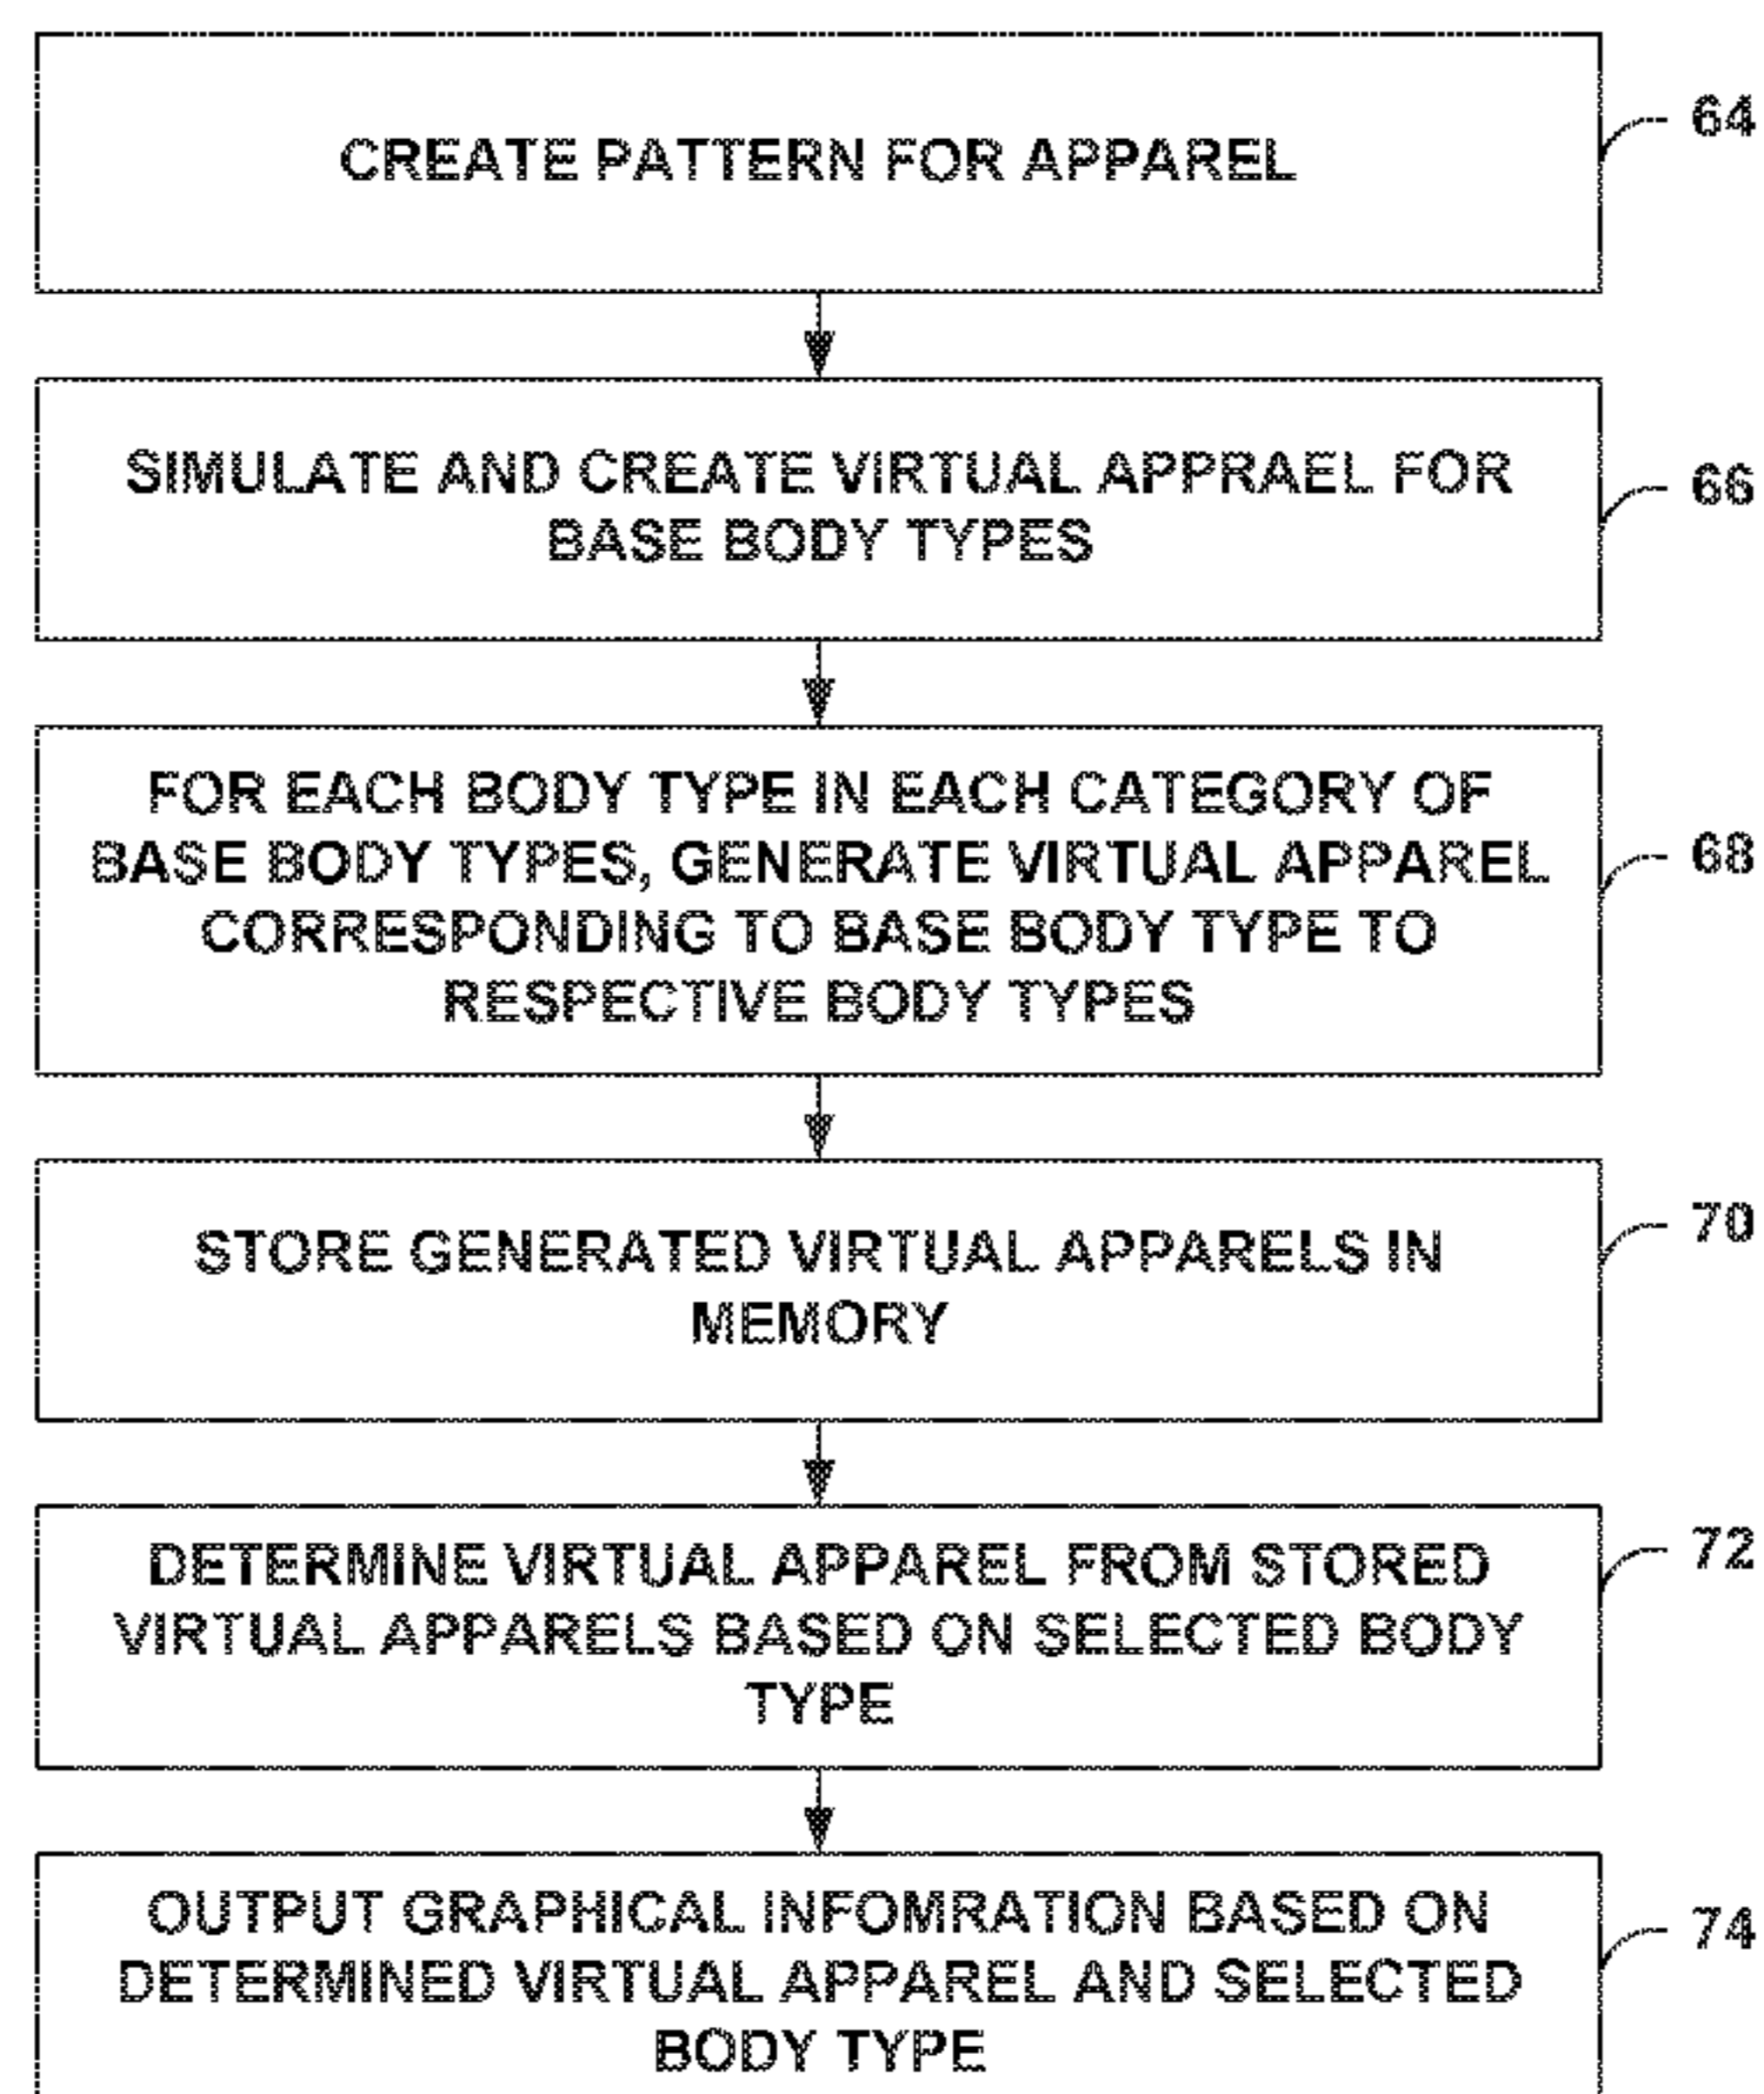 CREATE PATTERN FOR APPAREL
64
SIMULATE AND CREATE VIRTUAL APPRAEL FOR
BASE BODY TYPES
66
FOR EACH BODY TYPE IN EACH CATEGORY OF
BASE BODY TYPES, GENERATE VIRTUAL APPAREL
CORRESPONDING TO BASE BODY TYPE TO
RESPECTIVE BODY TYPES
68
STORE GENERATED VIRTUAL APPARELS IN
MEMORY
70
DETERMINE VIRTUAL APPAREL FROM STORED
VIRTUAL APPARELS BASED ON SELECTED BODY
TYPE
72
OUTPUT GRAPHICAL INFOMRATION BASED ON
DETERMINED VIRTUAL APPAREL AND SELECTED
BODY TYPE
74